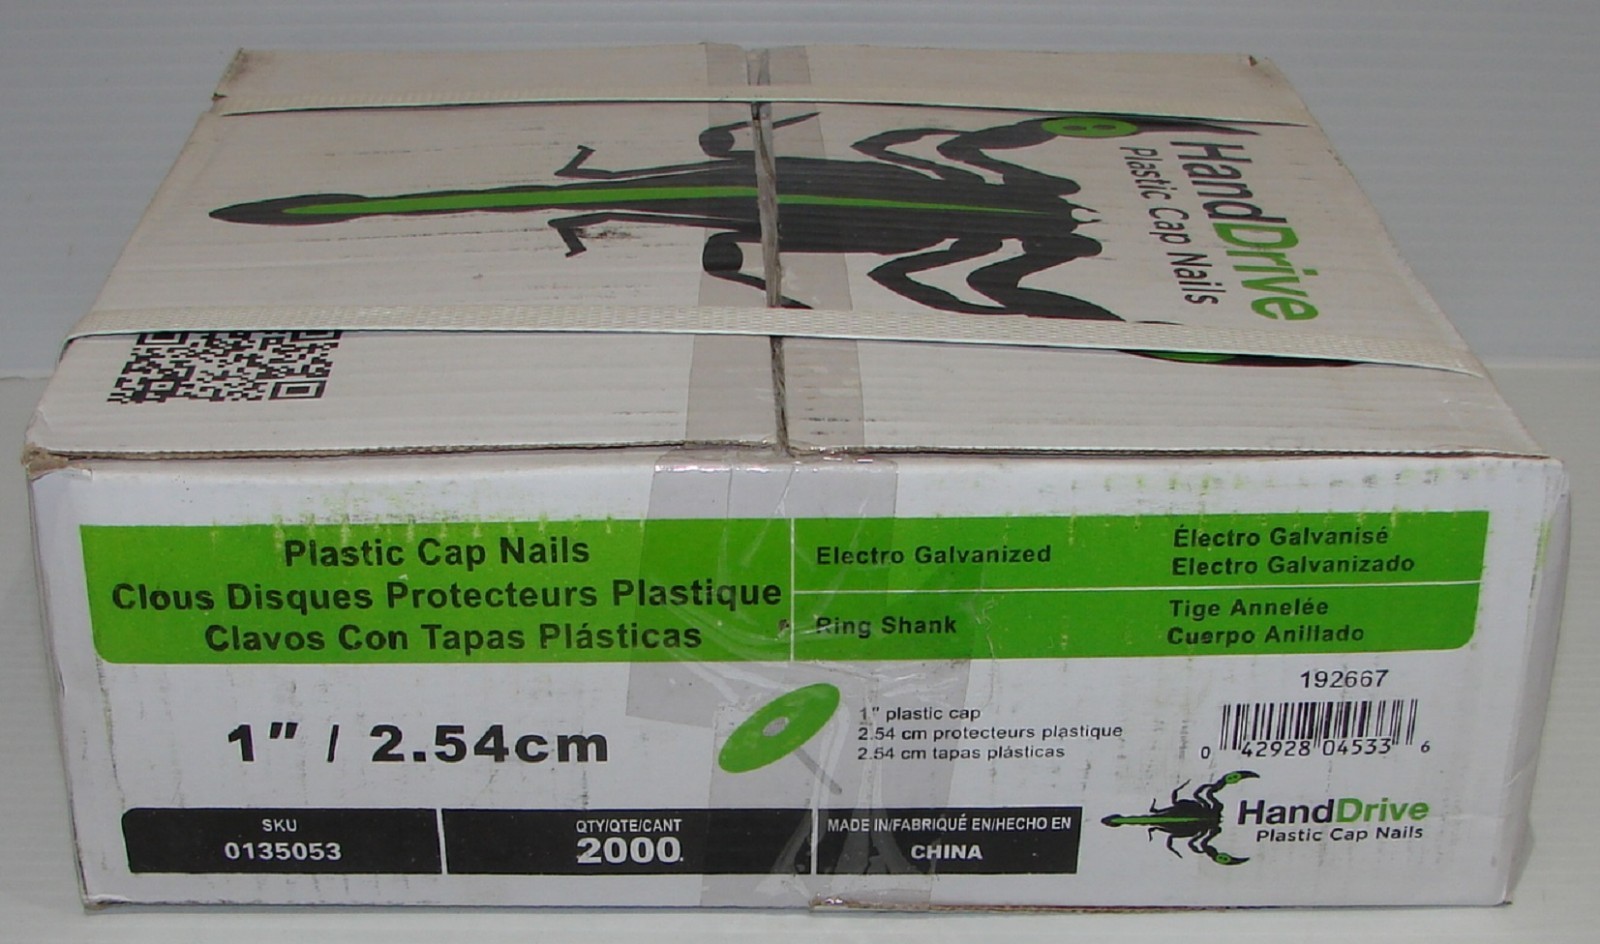 HandDrive
Plastic Cap Nails
Plastic Cap Nails
Clous Disques Protecteurs Plastique
Clavos Con Tapas Plásticas
Electro Galvanized
Électro Galvanisé
Electro Galvanizado
Ring Shank
Tige Annelée
Cuerpo Anillado
192667
1" / 2.54cm
1" plastic cap
2.54 cm protecteurs plastique
2.54 cm tapas plásticas
0 42928 04533 6
SKU
0135053
QTY/QTE/CANT
2000
MADE IN/FABRIQUÉ EN/HECHO EN
CHINA
HandDrive
Plastic Cap Nails